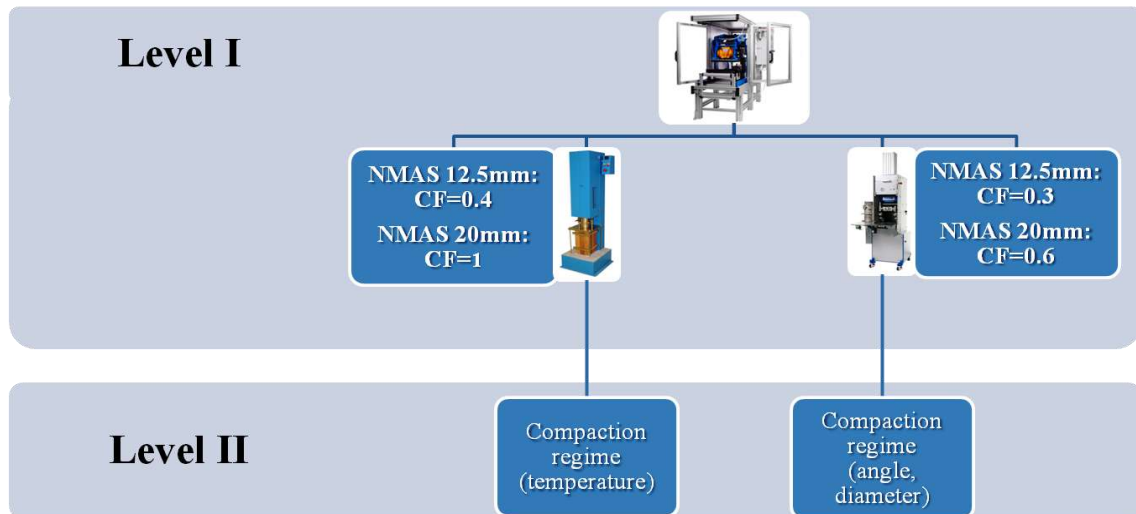 Level I
NMAS 12.5mm:
CF=0.4
NMAS 20mm:
CF=1
NMAS 12.5mm:
CF=0.3
NMAS 20mm:
CF=0.6
Level II
Compaction
regime
(temperature)
Compaction
regime
(angle,
diameter)